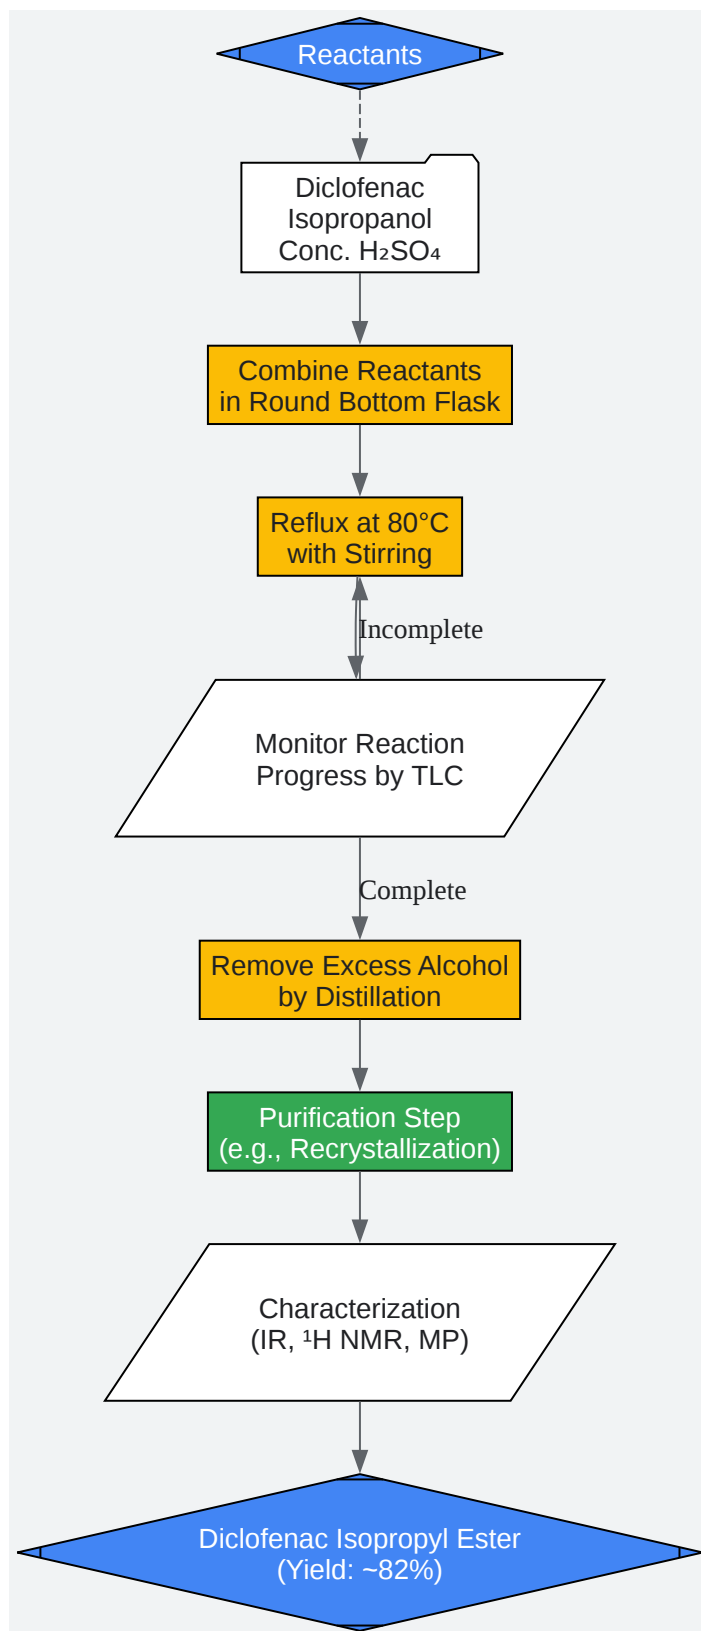 Reactants
Diclofenac
Isopropanol
Conc. H₂SO₄
Combine Reactants
in Round Bottom Flask
Reflux at 80°C
with Stirring
Incomplete
Monitor Reaction
Progress by TLC
Complete
Remove Excess Alcohol
by Distillation
Purification Step
(e.g., Recrystallization)
Characterization
(IR, ¹H NMR, MP)
Diclofenac Isopropyl Ester
(Yield: ~82%)